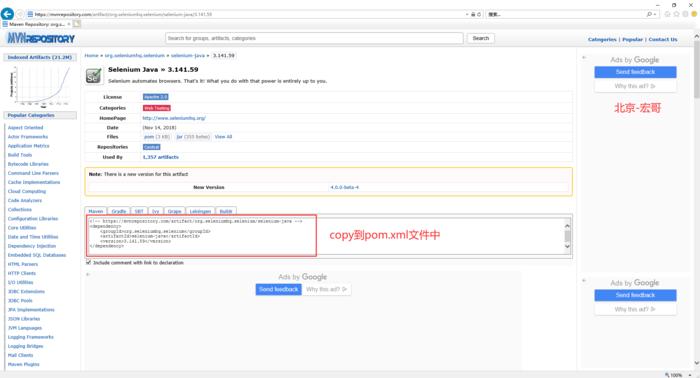 https://mvnrepository.com/artifact/org.seleniumhq.selenium/selenium-java/3.141.59
搜索...
Maven Repository: org.s...
MVNREPOSITORY
Search for groups, artifacts, categories
Search
Categories | Popular | Contact Us
Indexed Artifacts (21.2M)
Popular Categories
Aspect Oriented
Actor Frameworks
Application Metrics
Build Tools
Bytecode Libraries
Command Line Parsers
Cache Implementations
Cloud Computing
Code Analyzers
Collections
Configuration Libraries
Core Utilities
Date and Time Utilities
Dependency Injection
Embedded SQL Databases
HTML Parsers
HTTP Clients
I/O Utilities
JDBC Extensions
JDBC Pools
JPA Implementations
JSON Libraries
JVM Languages
Logging Frameworks
Logging Bridges
Mail Clients
Maven Plugins
Home » org.seleniumhq.selenium » selenium-java » 3.141.59
Se
Selenium Java » 3.141.59
Selenium automates browsers. That's it! What you do with that power is entirely up to you.
License Apache 2.0
Categories Web Testing
HomePage http://www.seleniumhq.org/
Date (Nov 14, 2018)
Files pom (3 KB) jar (355 bytes) View All
Repositories Central
Used By 1,357 artifacts
Note: There is a new version for this artifact
New Version 4.0.0-beta-4
Maven Gradle SBT Ivy Grape Leiningen Buildr
<!-- https://mvnrepository.com/artifact/org.seleniumhq.selenium/selenium-java -->
<dependency>
<groupId>org.seleniumhq.selenium</groupId>
<artifactId>selenium-java</artifactId>
<version>3.141.59</version>
</dependency>
copy到pom.xml文件中
Include comment with link to declaration
Ads by Google
Send feedback Why this ad?
Ads by Google
Send feedback
Why this ad?
北京-宏哥
Ads by Google
Send feedback
Why this ad?
100%